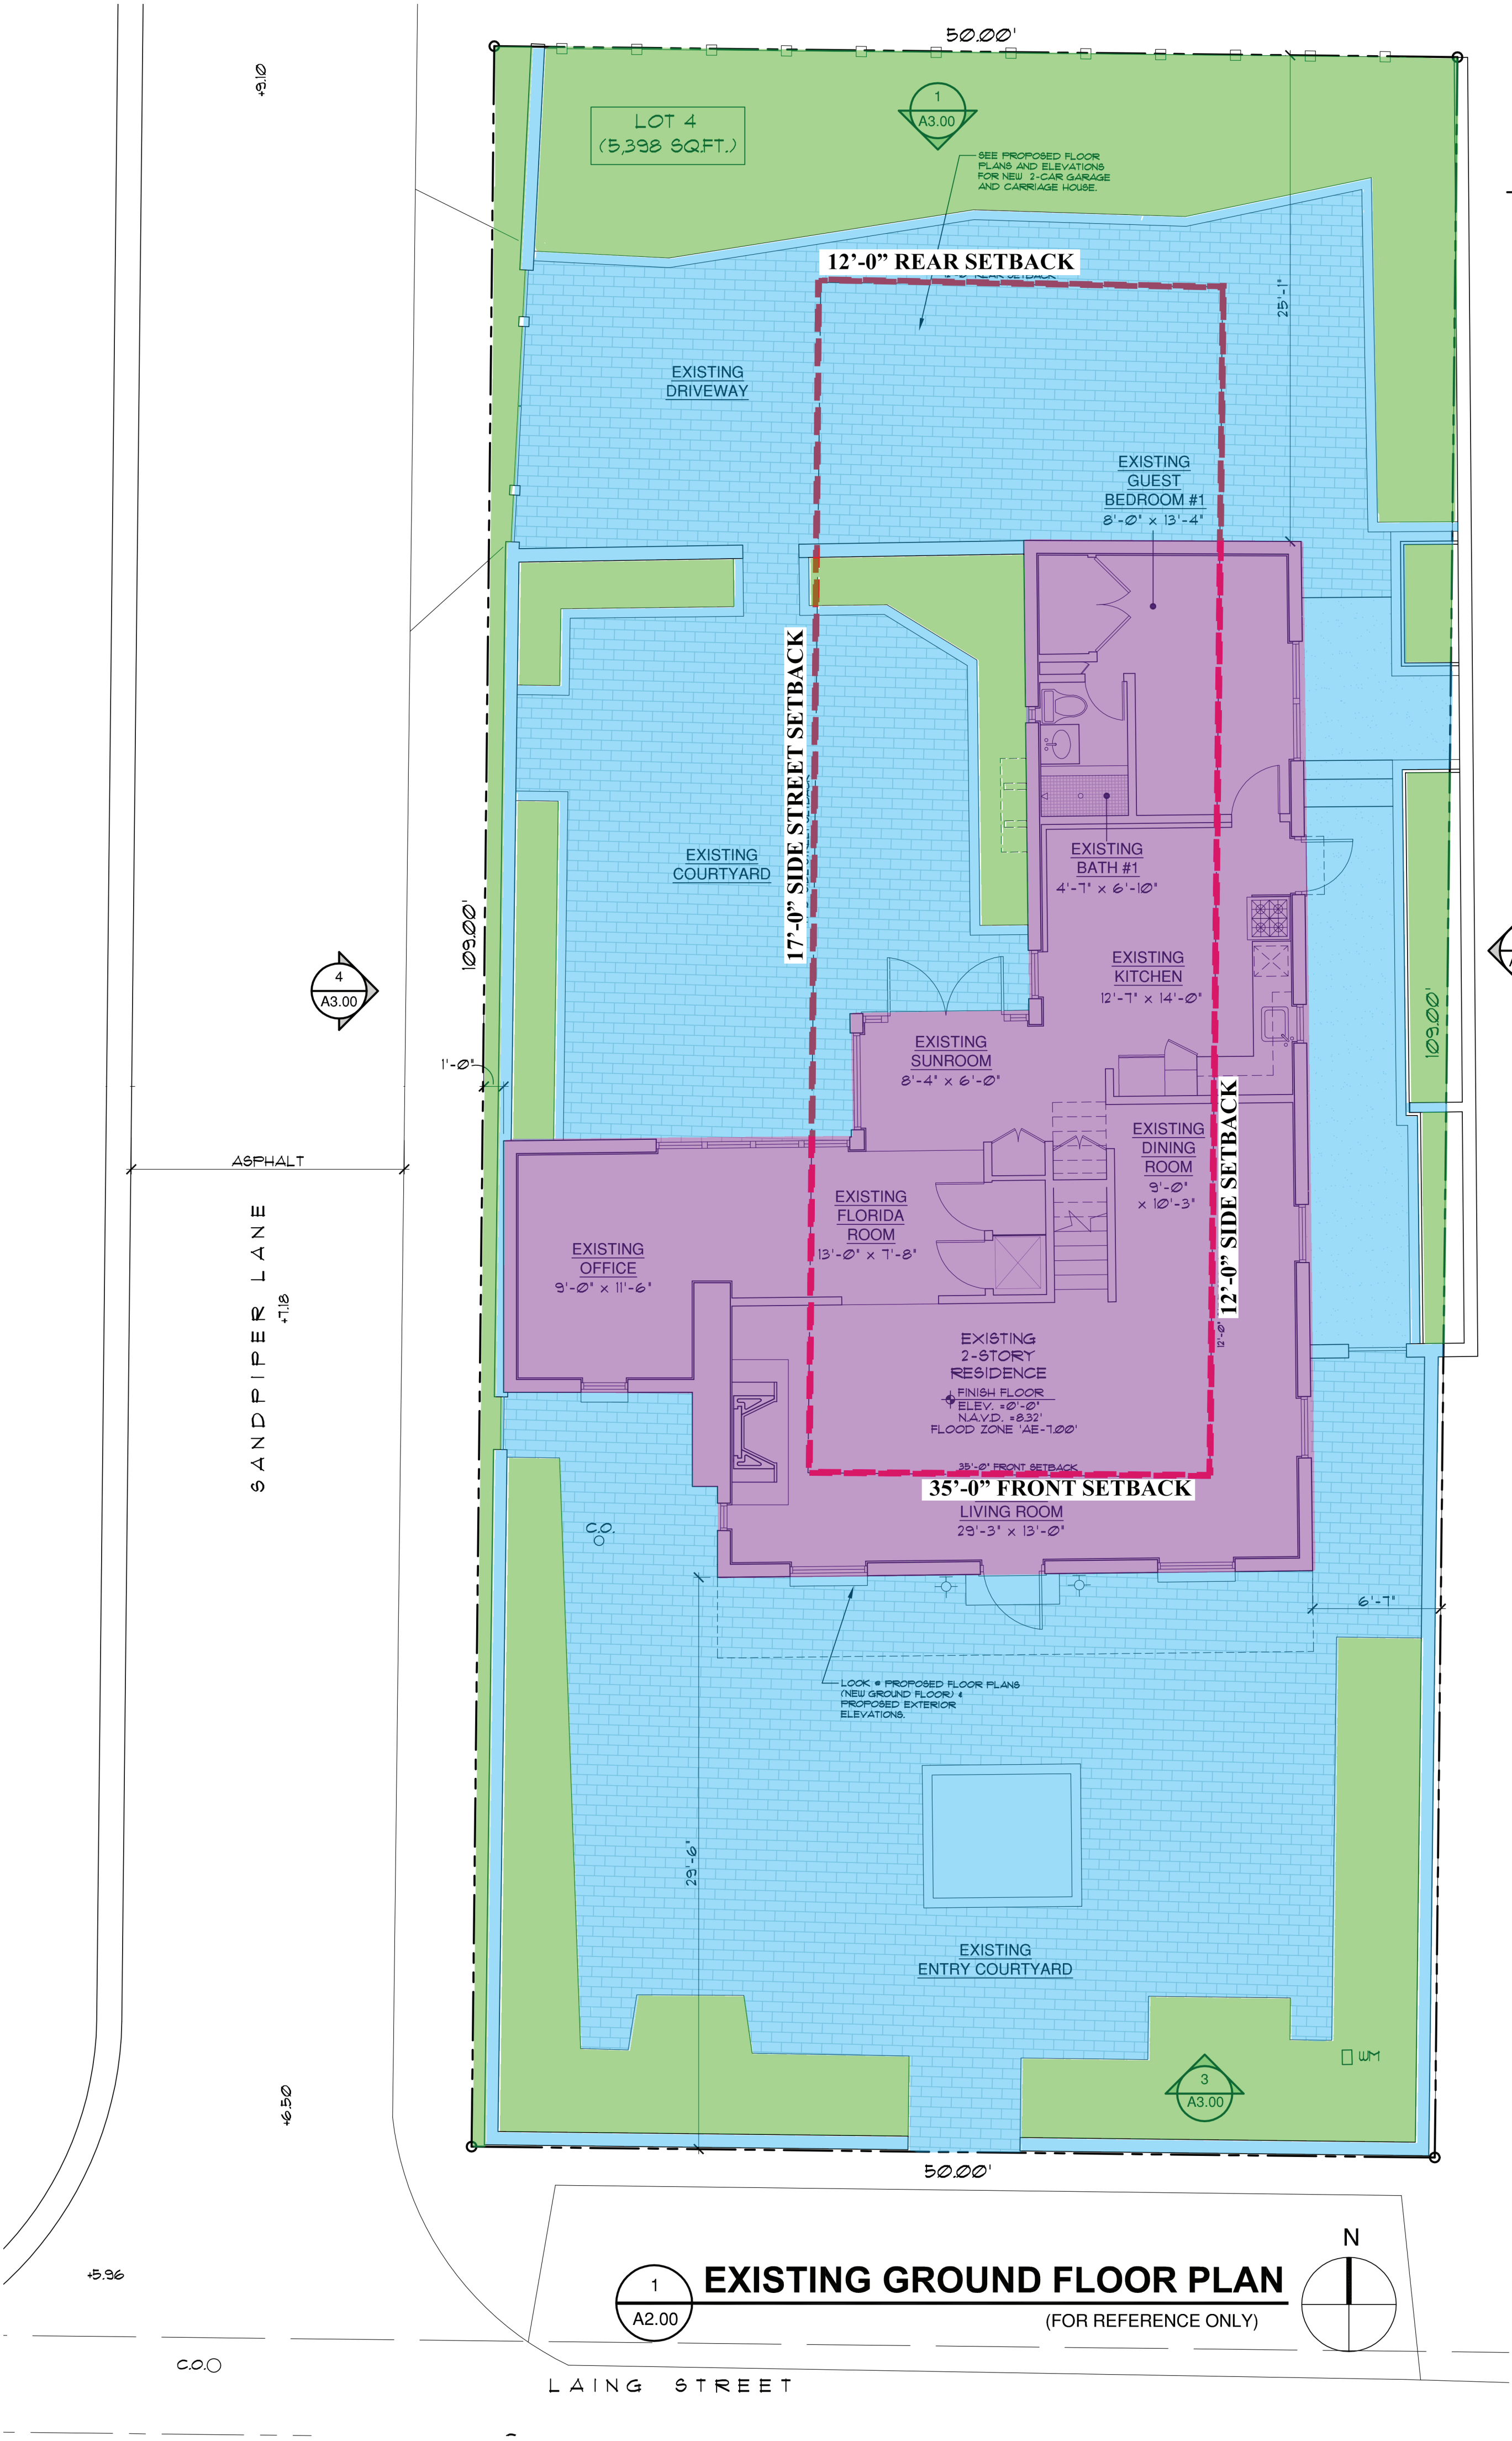 50.00'
+9.10
LOT 4
(5,398 SQ.FT.)
1
A3.00
SEE PROPOSED FLOOR
PLANS AND ELEVATIONS
FOR NEW 2-CAR GARAGE
AND CARRIAGE HOUSE.
12’-0” REAR SETBACK
25'-1"
EXISTING
DRIVEWAY
EXISTING
GUEST
BEDROOM #1
8'-0" x 13'-4"
17’-0” SIDE STREET SETBACK
EXISTING
COURTYARD
EXISTING
BATH #1
4'-7" x 6'-10"
109.00'
4
A3.00
EXISTING
KITCHEN
12'-7" x 14'-0"
109.00'
1'-0"
EXISTING
SUNROOM
8'-4" x 6'-0"
ASPHALT
SANDPIPER LANE
+7.18
EXISTING
DINING
ROOM
9'-0"
x 10'-3"
12’-0” SIDE SETBACK
12'-0"
EXISTING
FLORIDA
ROOM
13'-0" x 7'-8"
EXISTING
OFFICE
9'-0" x 11'-6"
EXISTING
2-STORY
RESIDENCE
FINISH FLOOR
ELEV. =0'-0"
N.A.V.D. =8.32'
FLOOD ZONE 'AE-7.00'
35'-0" FRONT SETBACK
35’-0” FRONT SETBACK
LIVING ROOM
29'-3" x 13'-0"
C.O.
6'-7"
LOOK @ PROPOSED FLOOR PLANS
(NEW GROUND FLOOR) &
PROPOSED EXTERIOR
ELEVATIONS.
29'-6"
EXISTING
ENTRY COURTYARD
WM
3
A3.00
+6.50
50.00'
+5.96
1
A2.00
EXISTING GROUND FLOOR PLAN
(FOR REFERENCE ONLY)
N
C.O.
LAING STREET